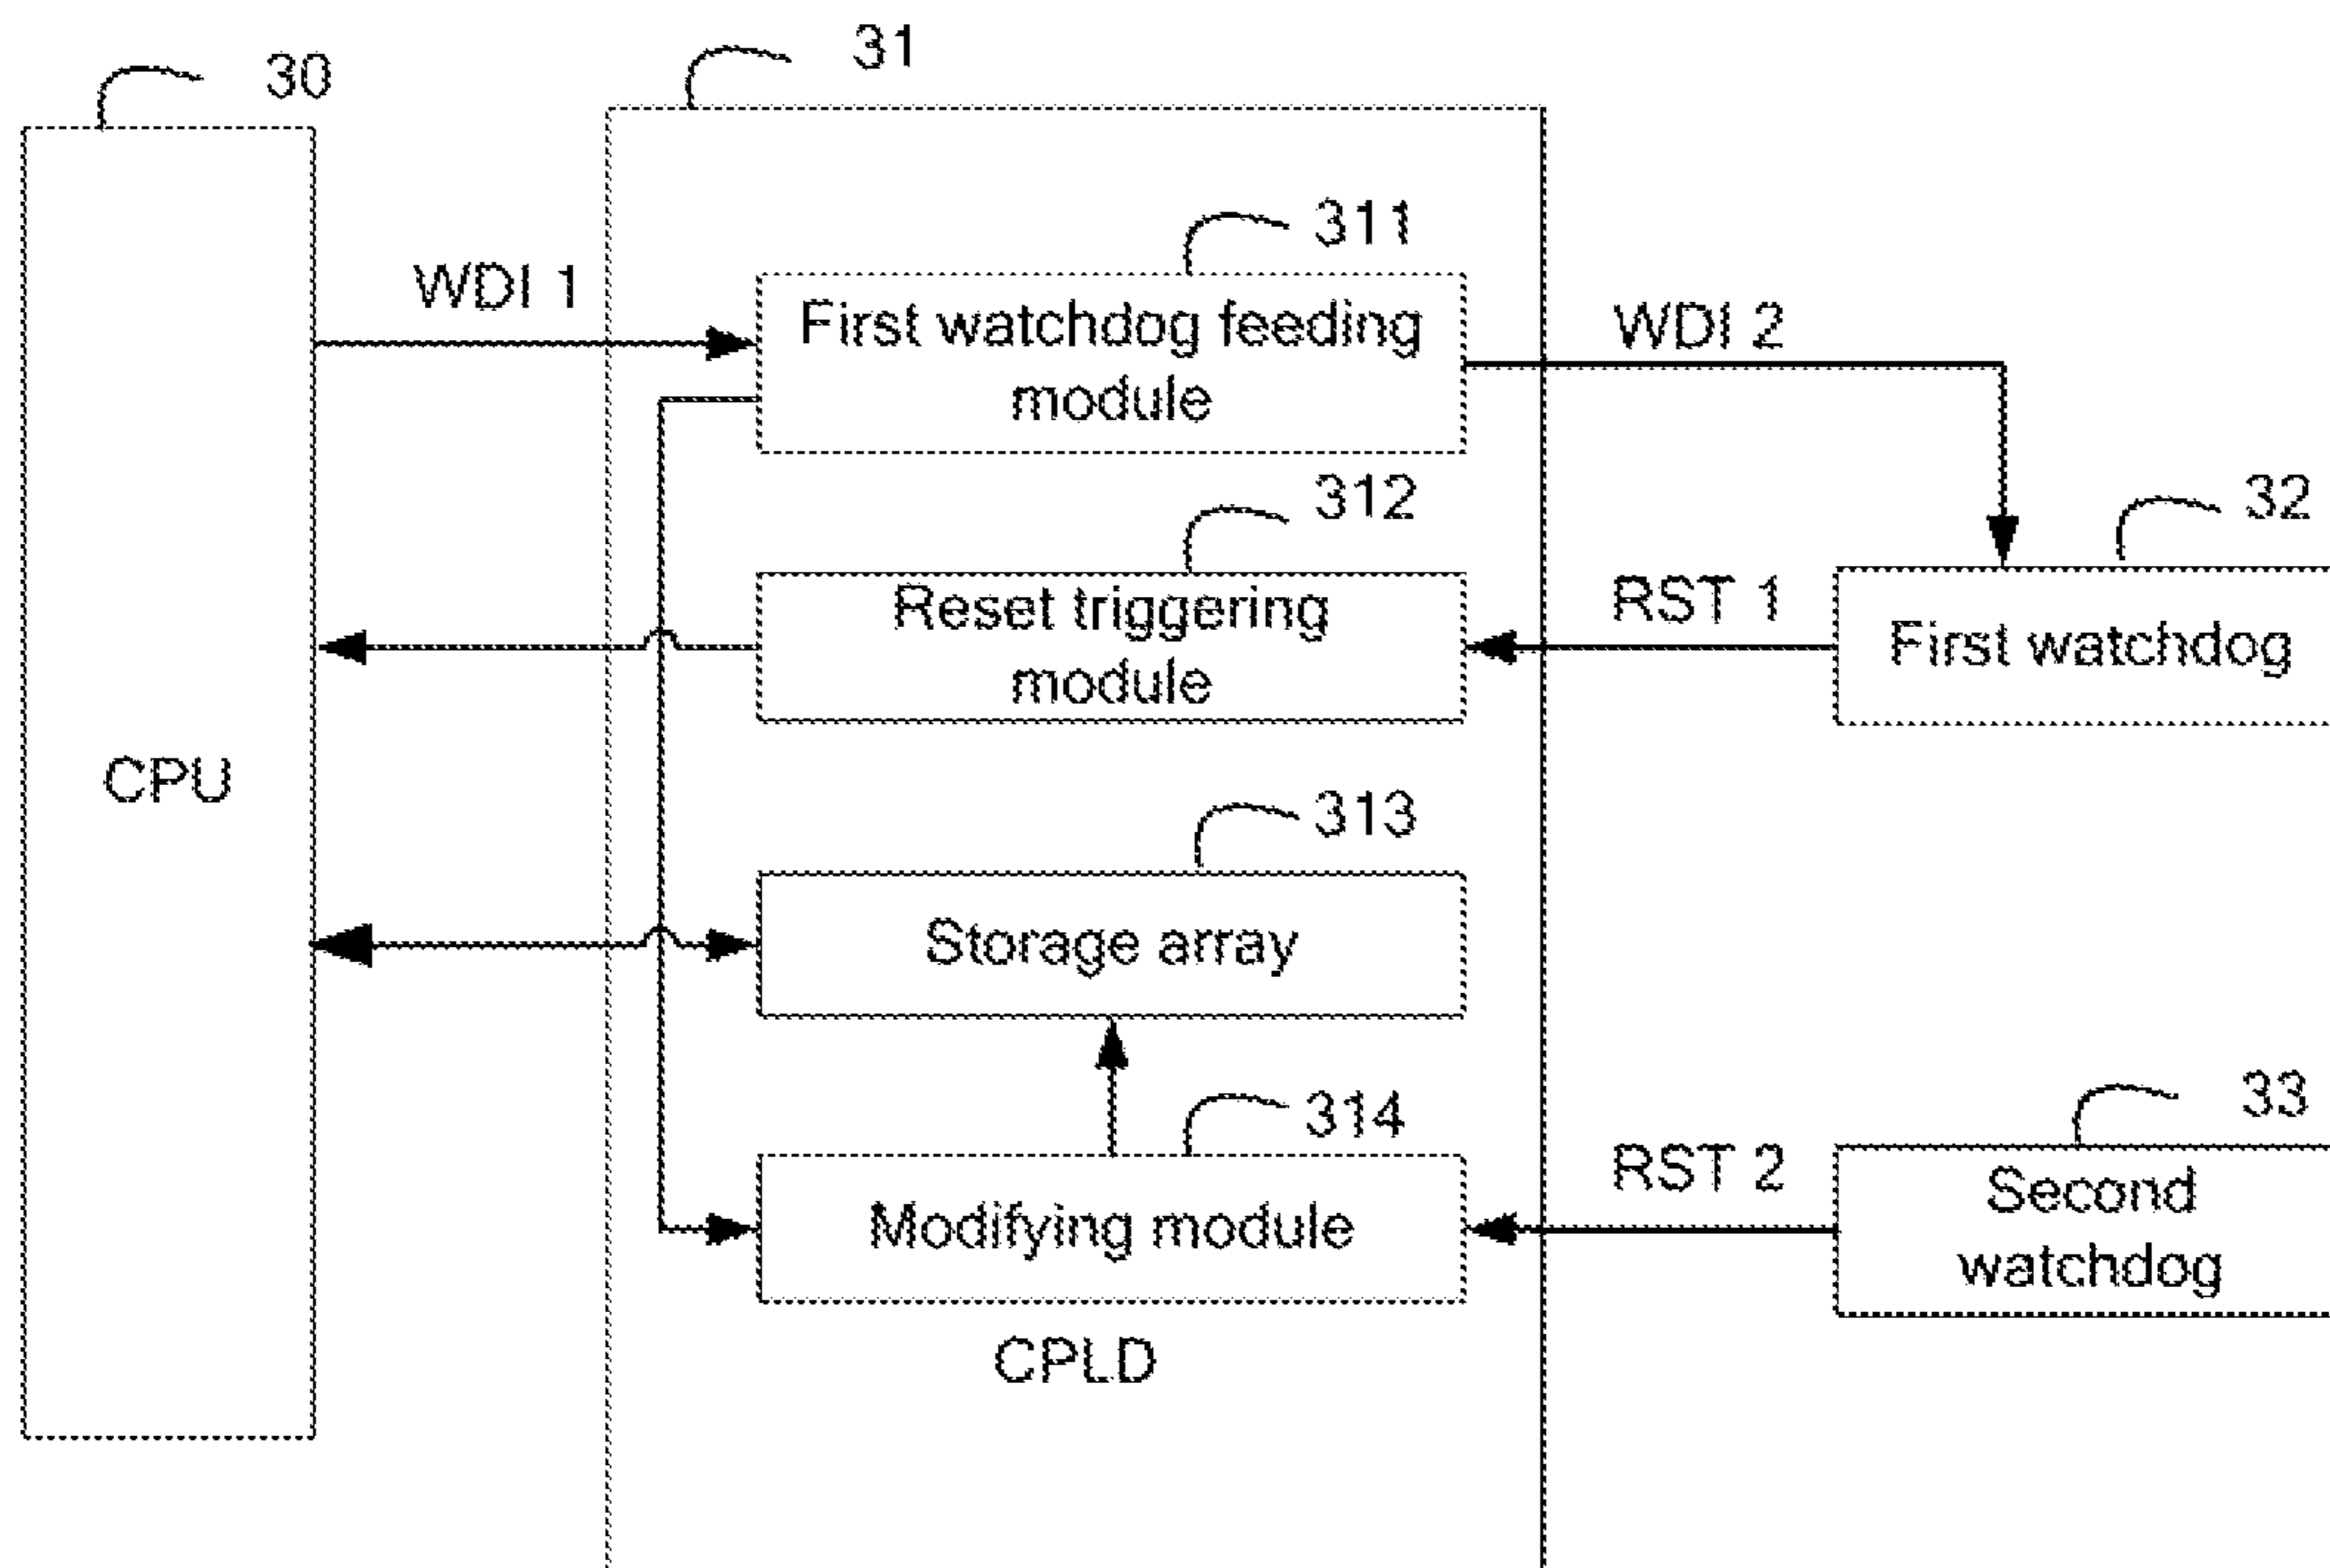 30
31
311
WDI 1
First watchdog feeding
module
WDI 2
312
32
Reset triggering
module
RST 1
First watchdog
CPU
313
Storage array
314
33
Modifying module
RST 2
Second
watchdog
CPLD